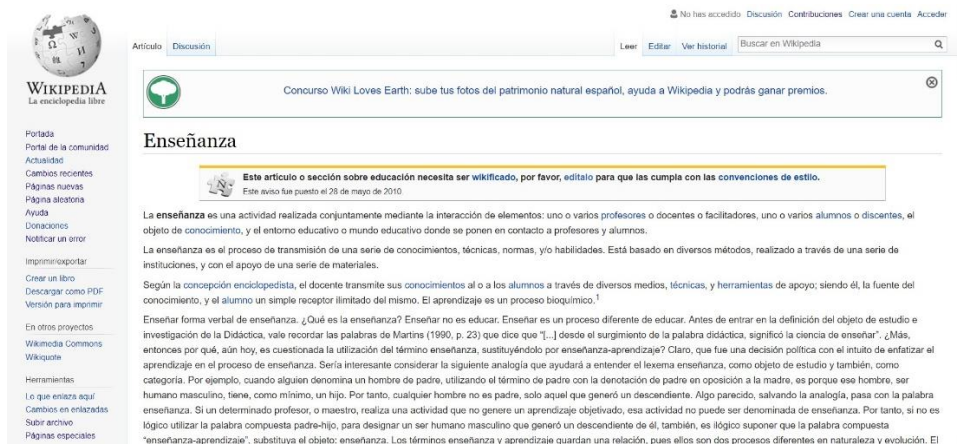 No has accedido Discusión Contribuciones Crear una cuenta Acceder
Artículo Discusión
Leer Editar Ver historial Buscar en Wikipedia
WIKIPEDIA
La enciclopedia libre
Concurso Wiki Loves Earth: sube tus fotos del patrimonio natural español, ayuda a Wikipedia y podrás ganar premios.
Portada
Portal de la comunidad
Actualidad
Cambios recientes
Páginas nuevas
Página aleatoria
Ayuda
Donaciones
Notificar un error
Imprimir/exportar
Crear un libro
Descargar como PDF
Versión para imprimir
En otros proyectos
Wikimedia Commons
Wikiquote
Herramientas
Lo que enlaza aquí
Cambios en enlazadas
Subir archivo
Páginas especiales
Enseñanza
Este artículo o sección sobre educación necesita ser wikificado, por favor, edítalo para que las cumpla con las convenciones de estilo.
Este aviso fue puesto el 28 de mayo de 2010.
La enseñanza es una actividad realizada conjuntamente mediante la interacción de elementos: uno o varios profesores o docentes o facilitadores, uno o varios alumnos o discentes, el
objeto de conocimiento, y el entorno educativo o mundo educativo donde se ponen en contacto a profesores y alumnos.
La enseñanza es el proceso de transmisión de una serie de conocimientos, técnicas, normas, y/o habilidades. Está basado en diversos métodos, realizado a través de una serie de
instituciones, y con el apoyo de una serie de materiales.
Según la concepción enciclopedista, el docente transmite sus conocimientos al o a los alumnos a través de diversos medios, técnicas, y herramientas de apoyo; siendo él, la fuente del
conocimiento, y el alumno un simple receptor ilimitado del mismo. El aprendizaje es un proceso bioquímico.1
Enseñar forma verbal de enseñanza. ¿Qué es la enseñanza? Enseñar no es educar. Enseñar es un proceso diferente de educar. Antes de entrar en la definición del objeto de estudio e
investigación de la Didáctica, vale recordar las palabras de Martins (1990, p. 23) que dice que "[...] desde el surgimiento de la palabra didáctica, significó la ciencia de enseñar". ¿Más,
entonces por qué, aún hoy, es cuestionada la utilización del término enseñanza, sustituyéndolo por enseñanza-aprendizaje? Claro, que fue una decisión política con el intuito de enfatizar el
aprendizaje en el proceso de enseñanza. Sería interesante considerar la siguiente analogía que ayudará a entender el lexema enseñanza, como objeto de estudio y también, como
categoría. Por ejemplo, cuando alguien denomina un hombre de padre, utilizando el término de padre con la denotación de padre en oposición a la madre, es porque ese hombre, ser
humano masculino, tiene, como mínimo, un hijo. Por tanto, cualquier hombre no es padre, solo aquel que generó un descendiente. Algo parecido, salvando la analogía, pasa con la palabra
enseñanza. Si un determinado profesor, o maestro, realiza una actividad que no genere un aprendizaje objetivado, esa actividad no puede ser denominada de enseñanza. Por tanto, si no es
lógico utilizar la palabra compuesta padre-hijo, para designar un ser humano masculino que generó un descendiente de él, también, es ilógico suponer que la palabra compuesta
"enseñanza-aprendizaje", substituya el objeto: enseñanza. Los términos enseñanza y aprendizaje guardan una relación, pues ellos son dos procesos diferentes en naturaleza y evolución. El